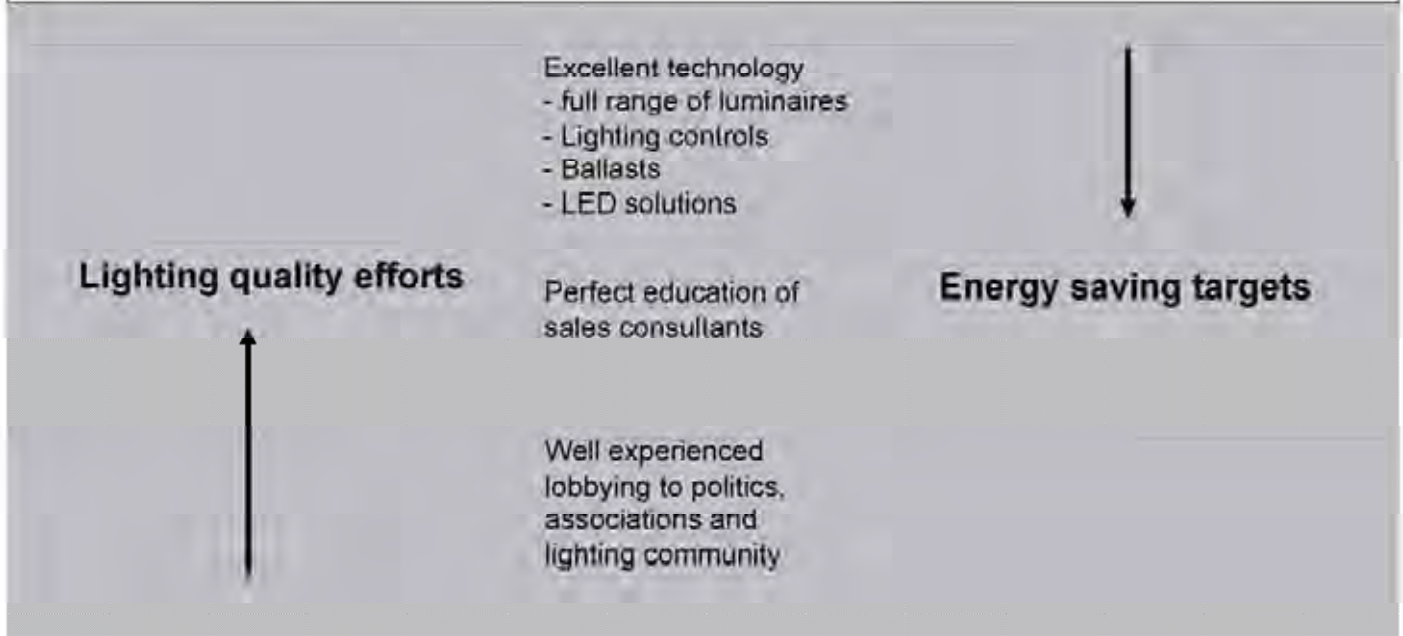 Excellent technology
- full range of luminaires
- Lighting controls
- Ballasts
- LED solutions
Lighting quality efforts
Perfect education of
sales consultants
Energy saving targets
Well experienced
lobbying to politics,
associations and
lighting community